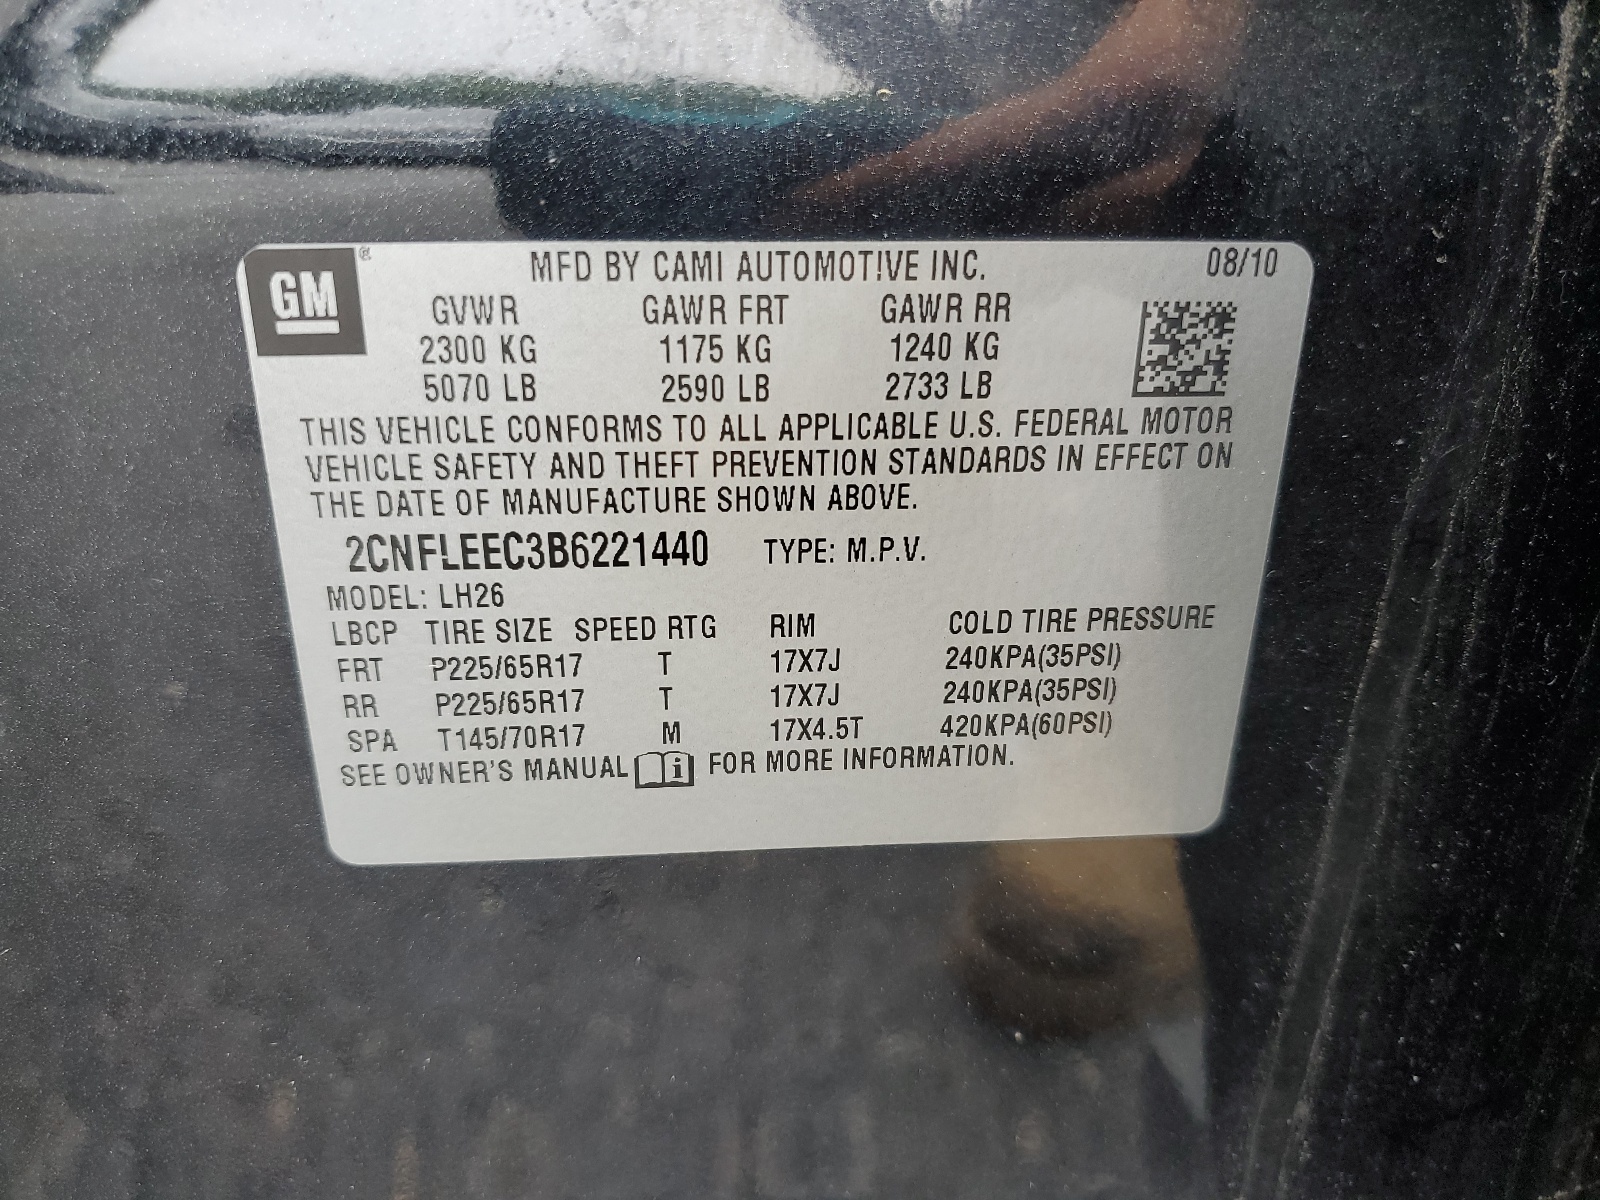 GM ® MFD BY CAMI AUTOMOTIVE INC. 08/10
GVWR GAWR FRT GAWR RR
2300 KG 1175 KG 1240 KG
5070 LB 2590 LB 2733 LB
THIS VEHICLE CONFORMS TO ALL APPLICABLE U.S. FEDERAL MOTOR
VEHICLE SAFETY AND THEFT PREVENTION STANDARDS IN EFFECT ON
THE DATE OF MANUFACTURE SHOWN ABOVE.
2CNFLEEC3B6221440 TYPE: M.P.V.
MODEL: LH26
LBCP TIRE SIZE SPEED RTG RIM COLD TIRE PRESSURE
FRT P225/65R17 T 17X7J 240KPA(35PSI)
RR P225/65R17 T 17X7J 240KPA(35PSI)
SPA T145/70R17 M 17X4.5T 420KPA(60PSI)
SEE OWNER'S MANUAL i FOR MORE INFORMATION.